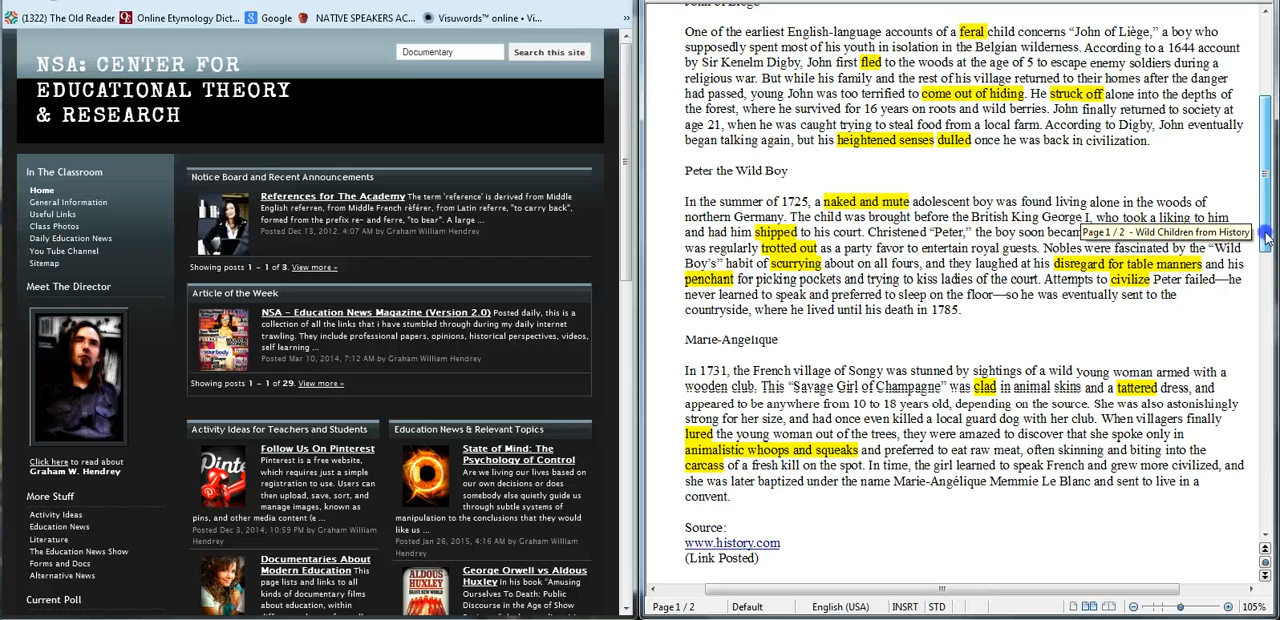 (1322) The Old Reader
Online Etymology Dict...
Google
NATIVE SPEAKERS AC...
Visuwords™ online • Vi...
»
NSA: CENTER FOR
EDUCATIONAL THEORY
& RESEARCH
Documentary
Search this site
In The Classroom
Home
General Information
Useful Links
Class Photos
Daily Education News
You Tube Channel
Sitemap
Meet The Director
Click here to read about
Graham W. Hendrey
More Stuff
Activity Ideas
Education News
Literature
The Education News Show
Forms and Docs
Alternative News
Current Poll
Notice Board and Recent Announcements
References for The Academy The term 'reference' is derived from Middle
English referren, from Middle French référer, from Latin referre, "to carry back",
formed from the prefix re- and ferre, "to bear". A large ...
Posted Dec 13, 2012, 4:07 AM by Graham William Hendrey
Showing posts 1 - 1 of 3. View more »
Article of the Week
NSA - Education News Magazine (Version 2.0) Posted daily, this is a
collection of all the links that i have stumbled through during my daily internet
trawling. They include professional papers, opinions, historical perspectives, videos,
self learning ...
Posted Mar 10, 2014, 7:12 AM by Graham William Hendrey
Showing posts 1 - 1 of 29. View more »
Activity Ideas for Teachers and Students
Follow Us On Pinterest
Pinterest is a free website,
which requires just a simple
registration to use. Users
can then upload, save, sort,
and manage images, known
as pins, and other media content (e ...
Posted Dec 3, 2014, 10:59 PM by Graham William
Hendrey
Documentaries About
Modern Education This
page lists and links to all
kinds of documentary films
about education, within
Education News & Relevant Topics
State of Mind: The
Psychology of Control
Are we living our lives based
on our own decisions or does
somebody else quietly guide us
through subtle systems of
manipulation to the conclusions that they would
like us ...
Posted Jan 26, 2015, 4:16 AM by Graham William
Hendrey
George Orwell vs Aldous
Huxley In his book "Amusing
Ourselves To Death: Public
Discourse in the Age of Show
ALDOUS
HUXLEY
John of Liège
One of the earliest English-language accounts of a feral child concerns “John of Liège,” a boy who
supposedly spent most of his youth in isolation in the Belgian wilderness. According to a 1644 account
by Sir Kenelm Digby, John first fled to the woods at the age of 5 to escape enemy soldiers during a
religious war. But while his family and the rest of his village returned to their homes after the danger
had passed, young John was too terrified to come out of hiding. He struck off alone into the depths of
the forest, where he survived for 16 years on roots and wild berries. John finally returned to society at
age 21, when he was caught trying to steal food from a local farm. According to Digby, John eventually
began talking again, but his heightened senses dulled once he was back in civilization.
Peter the Wild Boy
In the summer of 1725, a naked and mute adolescent boy was found living alone in the woods of
northern Germany. The child was brought before the British King George I, who took a liking to him
and had him shipped to his court. Christened “Peter,” the boy soon became
Page 1 / 2 - Wild Children from History
was regularly trotted out as a party favor to entertain royal guests. Nobles were fascinated by the “Wild
Boy’s” habit of scurrying about on all fours, and they laughed at his disregard for table manners and his
penchant for picking pockets and trying to kiss ladies of the court. Attempts to civilize Peter failed—he
never learned to speak and preferred to sleep on the floor—so he was eventually sent to the
countryside, where he lived until his death in 1785.
Marie-Angelique
In 1731, the French village of Songy was stunned by sightings of a wild young woman armed with a
wooden club. This “Savage Girl of Champagne” was clad in animal skins and a tattered dress, and
appeared to be anywhere from 10 to 18 years old, depending on the source. She was also astonishingly
strong for her size, and had once even killed a local guard dog with her club. When villagers finally
lured the young woman out of the trees, they were amazed to discover that she spoke only in
animalistic whoops and squeaks and preferred to eat raw meat, often skinning and biting into the
carcass of a fresh kill on the spot. In time, the girl learned to speak French and grew more civilized, and
she was later baptized under the name Marie-Angélique Memmie Le Blanc and sent to live in a
convent.
Source:
www.history.com
(Link Posted)
Page 1 / 2
Default
English (USA)
INSRT
STD
105%